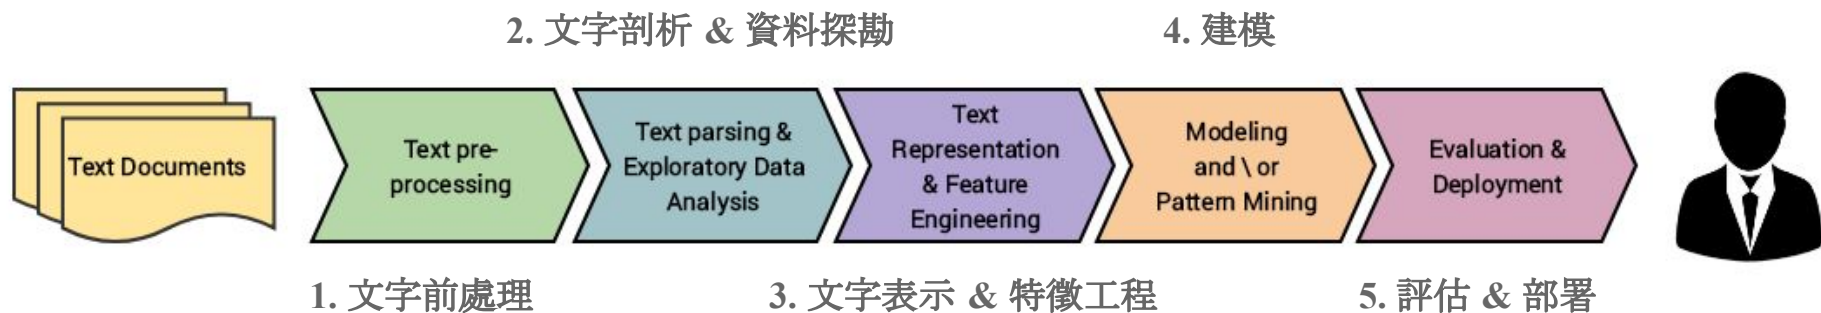 2. 文字剖析 & 資料探勘
4. 建模
Text Documents
Text pre-
processing
Text parsing &
Exploratory Data
Analysis
Text
Representation
& Feature
Engineering
Modeling
and \ or
Pattern Mining
Evaluation &
Deployment
1. 文字前處理
3. 文字表示 & 特徵工程
5. 評估 & 部署